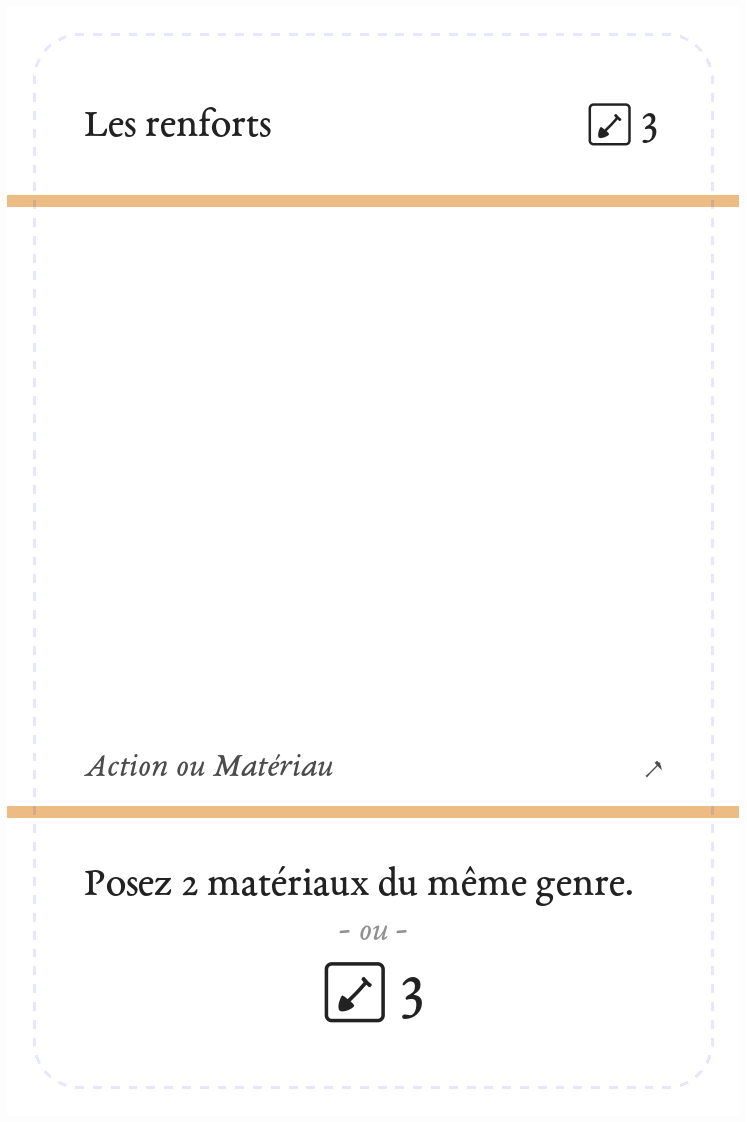 Les renforts 3
Action ou Matériau
Posez 2 matériaux du même genre.
- ou -
3